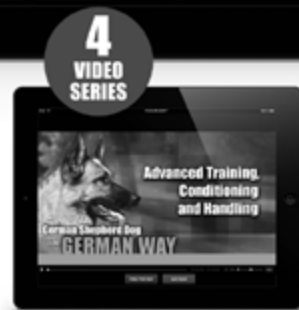 4
VIDEO
SERIES
Advanced Training,
Conditioning
and Handling
German Shepherd Dog
GERMAN WAY